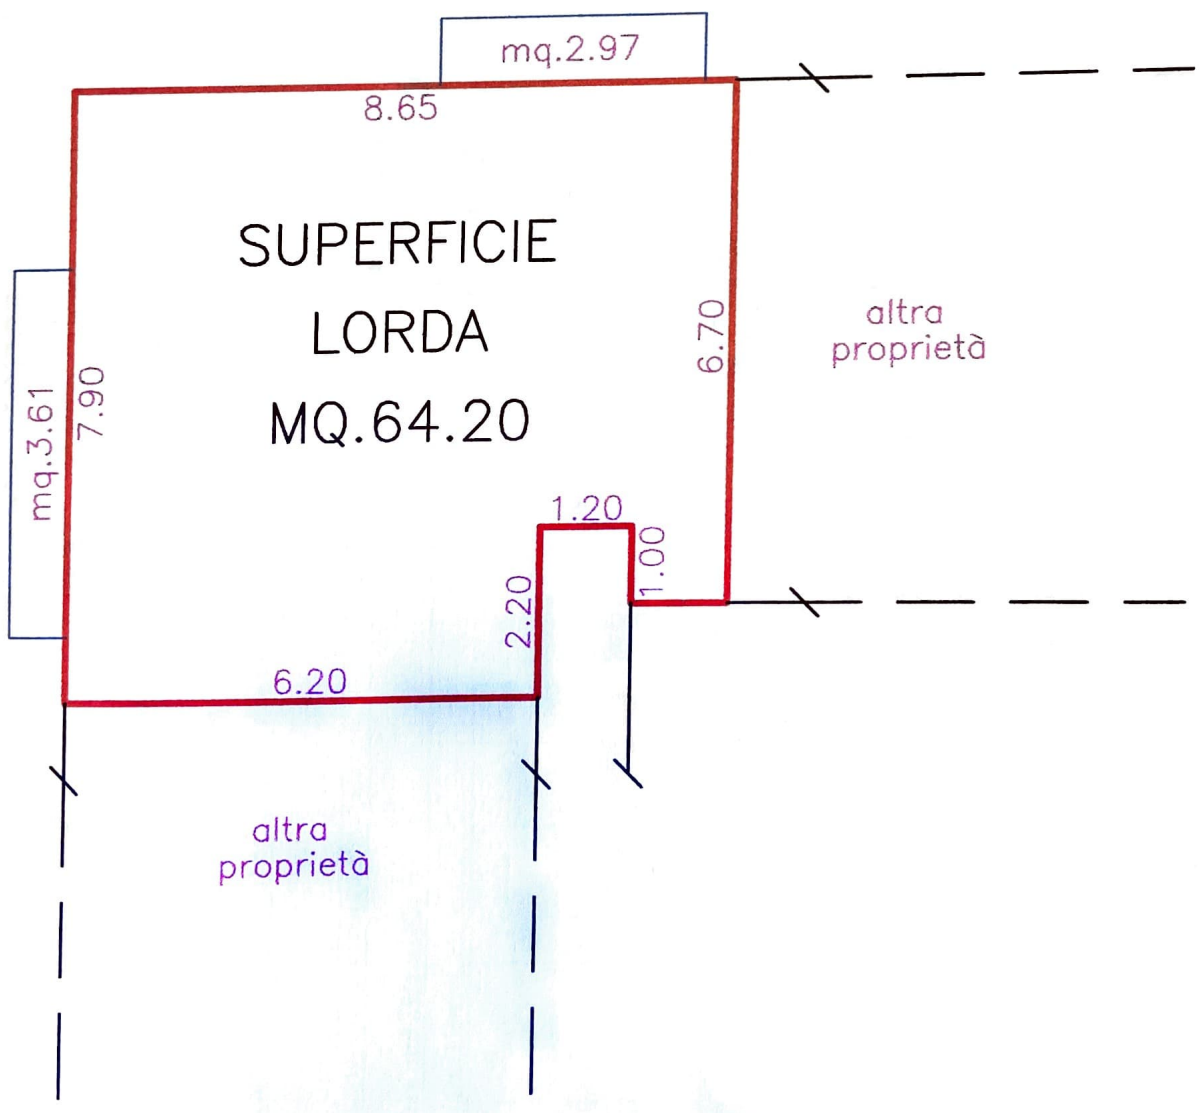 mq.2.97
8.65
SUPERFICIE
LORDA
MQ.64.20
6.70
altra
proprietà
mq.3.61
7.90
1.20
1.00
2.20
6.20
altra
proprietà